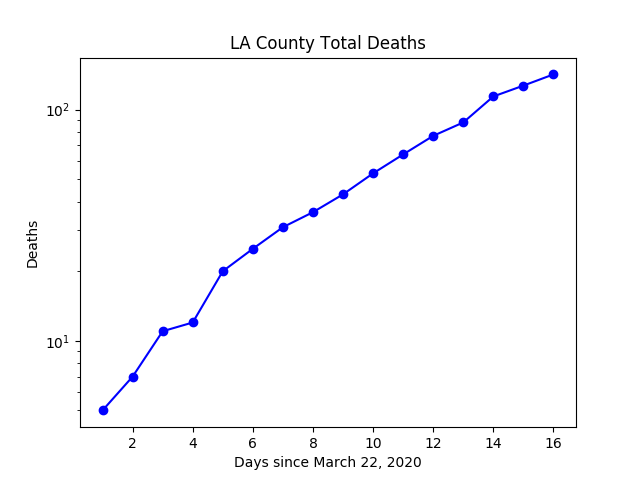 LA County Total Deaths
Deaths
10²
10¹
2 4 6 8 10 12 14 16
Days since March 22, 2020